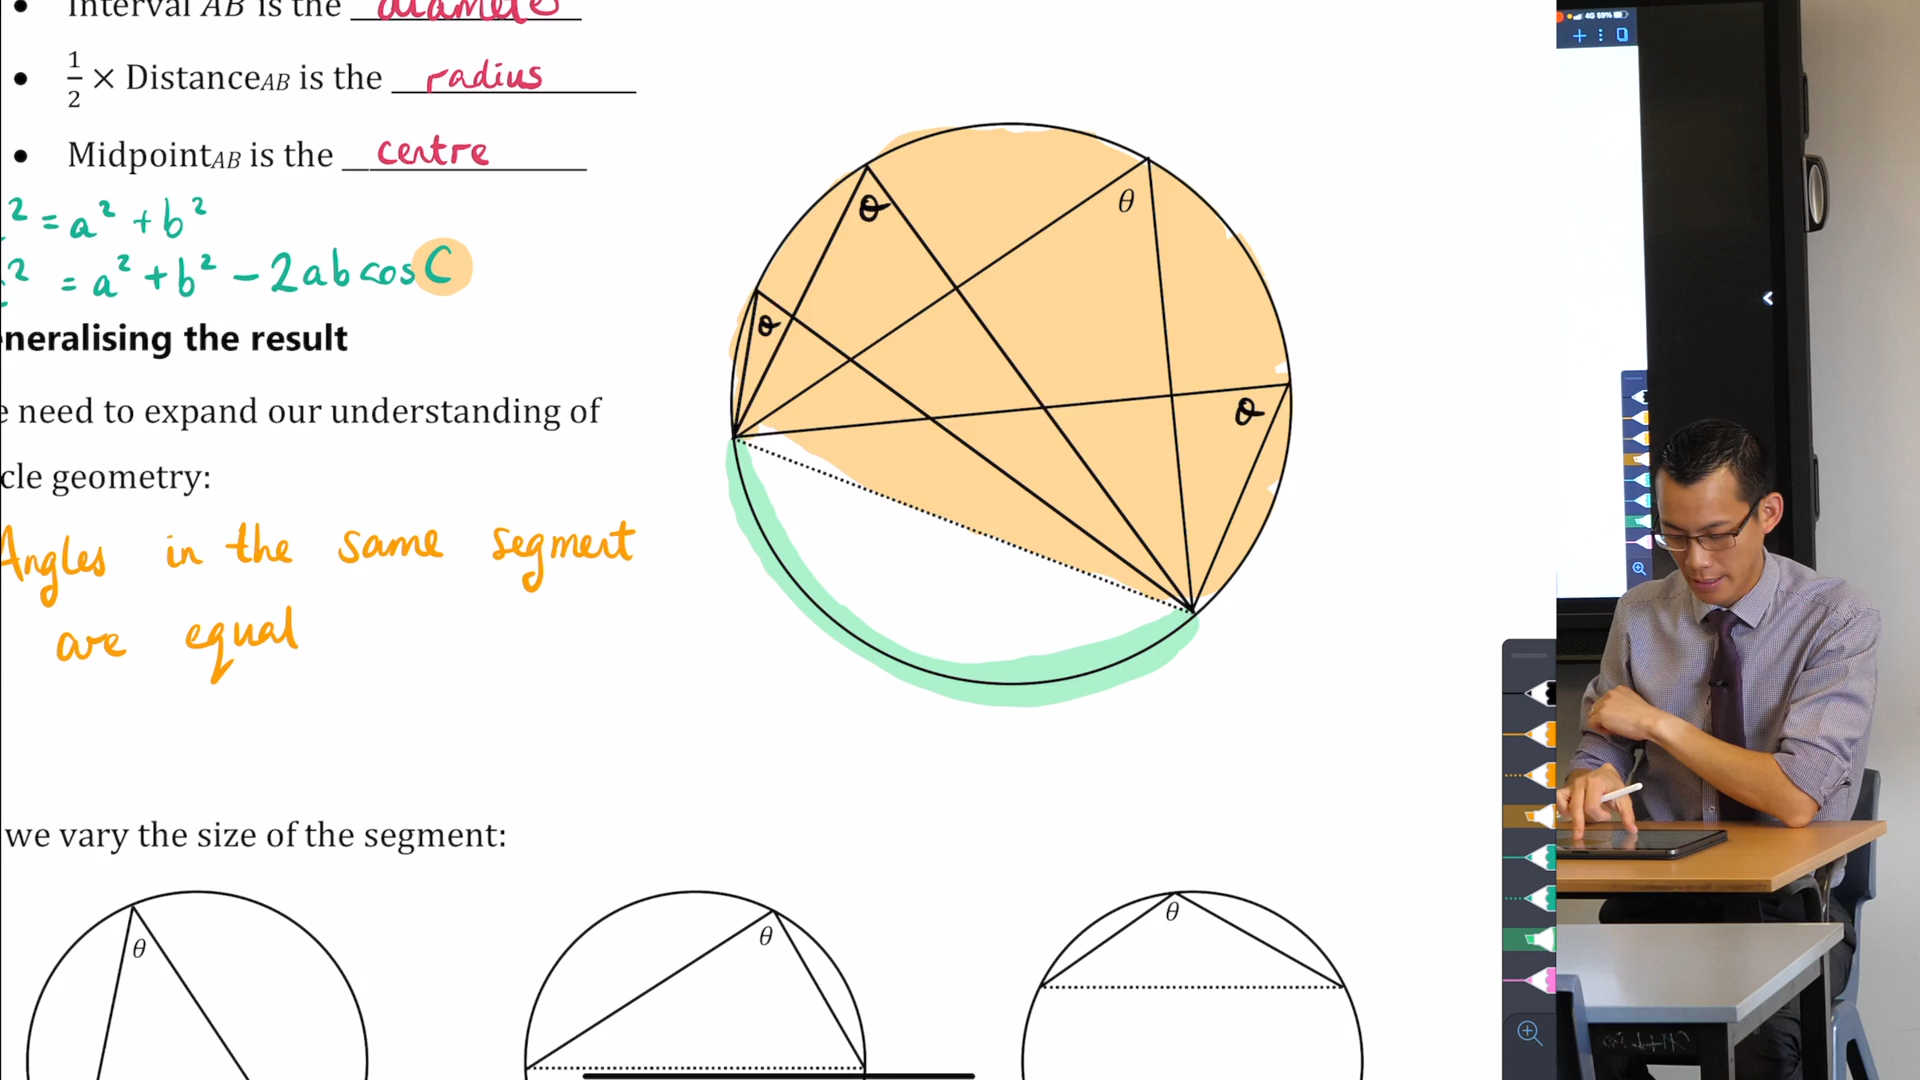 Interval AB is the diameter
1/2 × DistanceAB is the radius
MidpointAB is the centre
² = a² + b²
² = a² + b² - 2ab cos C
neralising the result
need to expand our understanding of
cle geometry:
Angles in the same segment
are equal
we vary the size of the segment:
θ
θ
θ
θ
θ
θ
θ
4G 59%